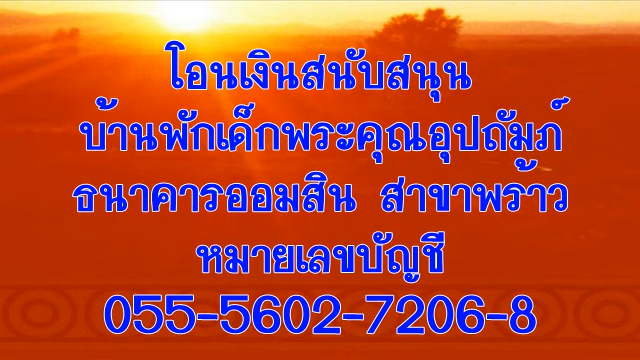 โอนเงินสนับสนุน
บ้านพักเด็กพระคุณอุปถัมภ์
ธนาคารออมสิน สาขาพร้าว
หมายเลขบัญชี
055-5602-7206-8